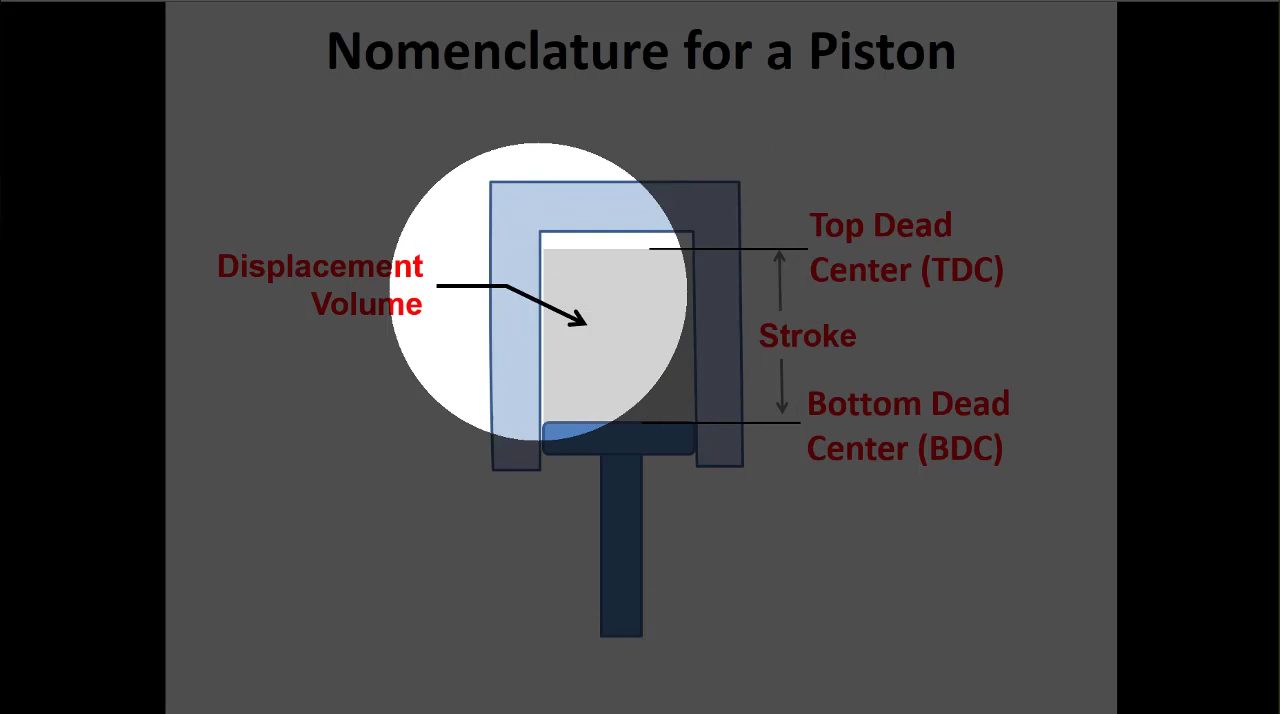 Nomenclature for a Piston
Displacement
Volume
Top Dead
Center (TDC)
Stroke
Bottom Dead
Center (BDC)